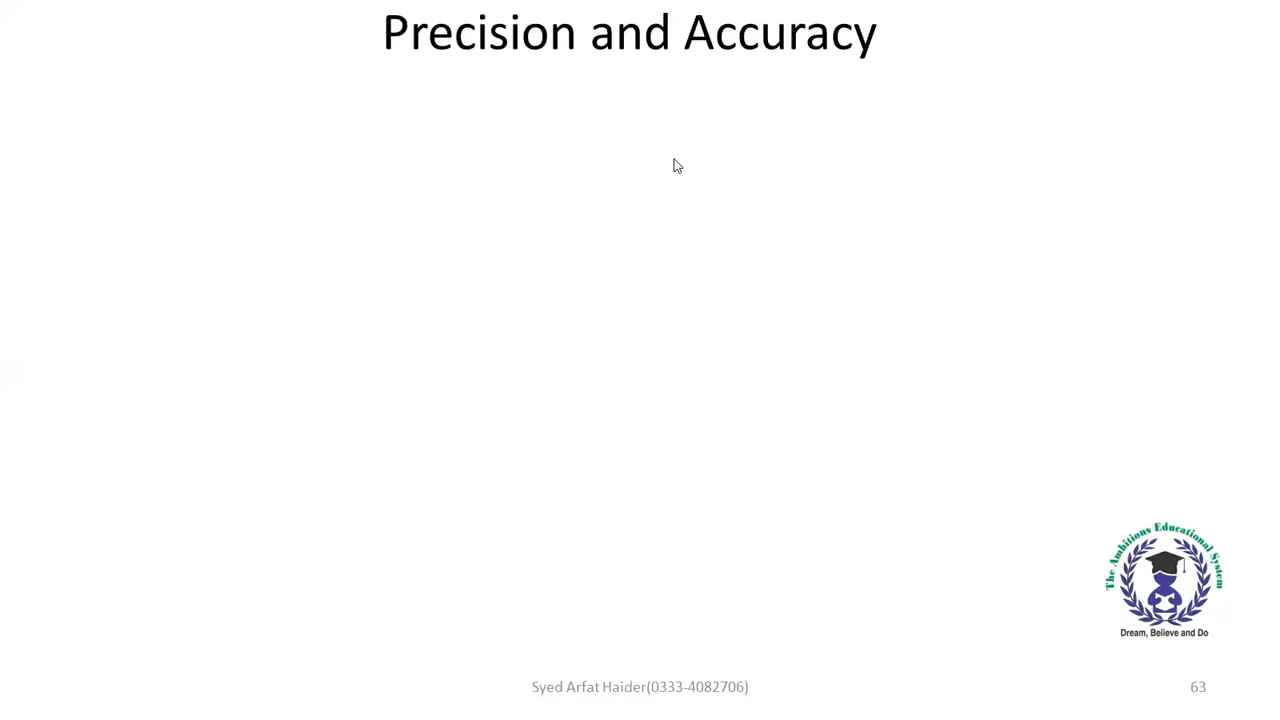 Precision and Accuracy
The Ambitious Educational System
Dream, Believe and Do
Syed Arfat Haider(0333-4082706)
63